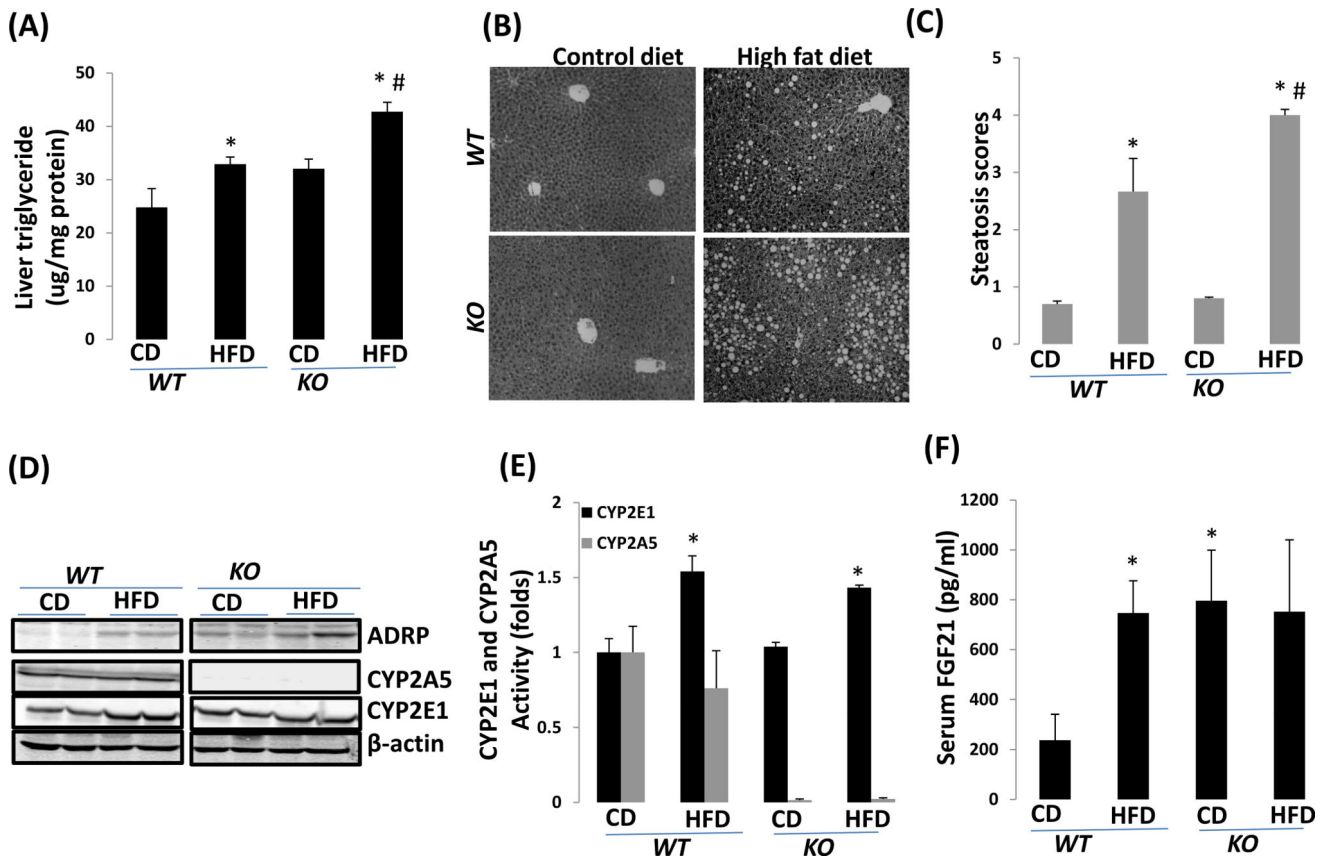 (A)
Liver triglyceride
(ug/mg protein)
50
40
30
20
10
0
*
* #
CD
HFD
CD
HFD
WT
KO
(B)
Control diet
High fat diet
WT
KO
(C)
Steatosis scores
5
4
3
2
1
0
*
* #
CD
HFD
CD
HFD
WT
KO
(D)
WT
KO
CD
HFD
CD
HFD
ADRP
CYP2A5
CYP2E1
β-actin
(E)
CYP2E1 and CYP2A5
Activity (folds)
2
1.5
1
0.5
0
CYP2E1
CYP2A5
*
*
CD
HFD
CD
HFD
WT
KO
(F)
Serum FGF21 (pg/ml)
1200
1000
800
600
400
200
0
*
*
CD
HFD
CD
HFD
WT
KO